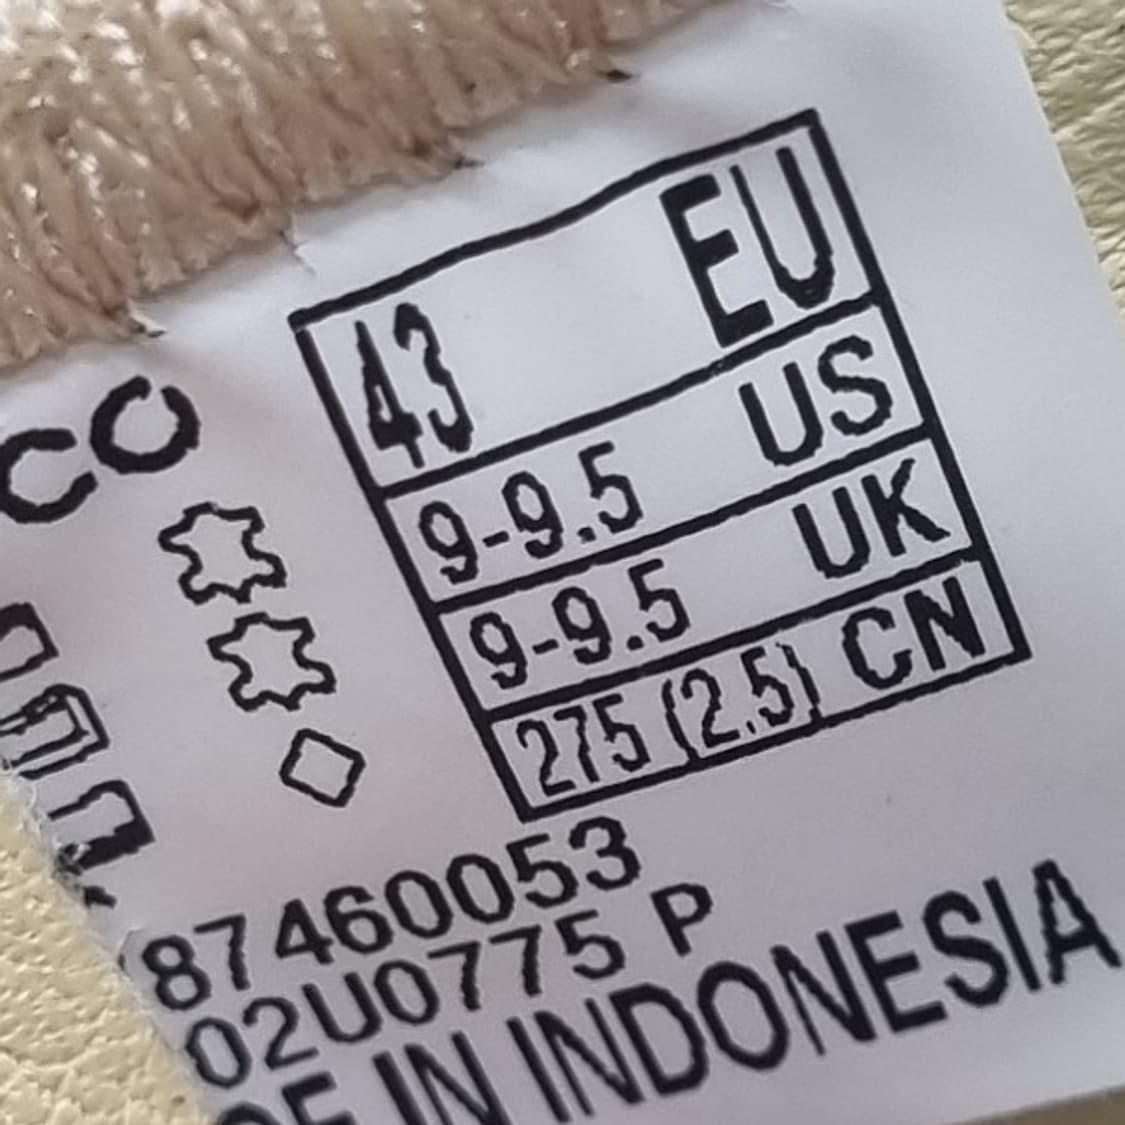 43 EU
9-9.5 US
9-9.5 UK
275 (2.5) CN
CO
87460053
02U0775 P
IN INDONESIA